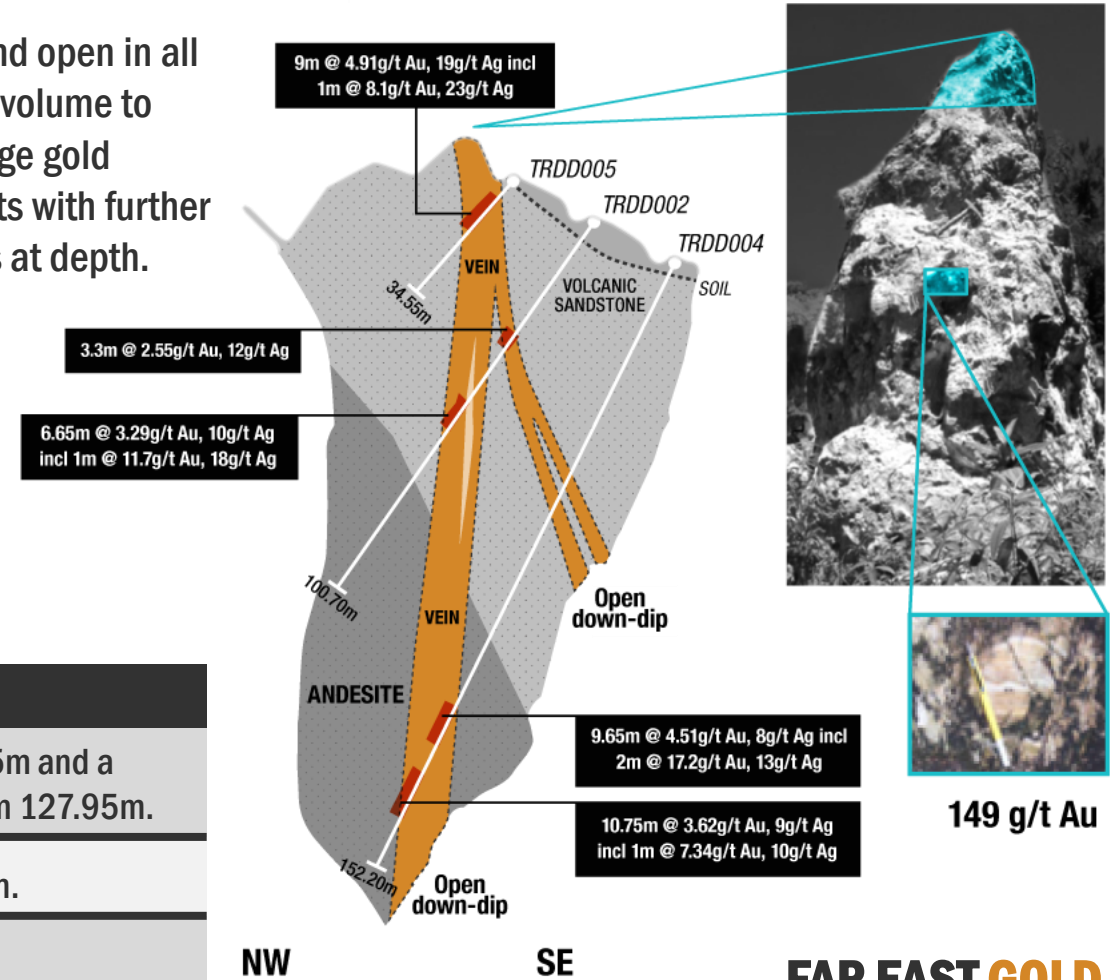 nd open in all
volume to
ge gold
ts with further
at depth.
9m @ 4.91g/t Au, 19g/t Ag incl
1m @ 8.1g/t Au, 23g/t Ag
TRDD005
TRDD002
TRDD004
VEIN
VOLCANIC
SANDSTONE
SOIL
34.55m
3.3m @ 2.55g/t Au, 12g/t Ag
6.65m @ 3.29g/t Au, 10g/t Ag
incl 1m @ 11.7g/t Au, 18g/t Ag
100.70m
Open
down-dip
VEIN
ANDESITE
9.65m @ 4.51g/t Au, 8g/t Ag incl
2m @ 17.2g/t Au, 13g/t Ag
10.75m @ 3.62g/t Au, 9g/t Ag
incl 1m @ 7.34g/t Au, 10g/t Ag
149 g/t Au
5m and a
m 127.95m.
152.20m
Open
down-dip
NW
SE
FAR EAST GOLD